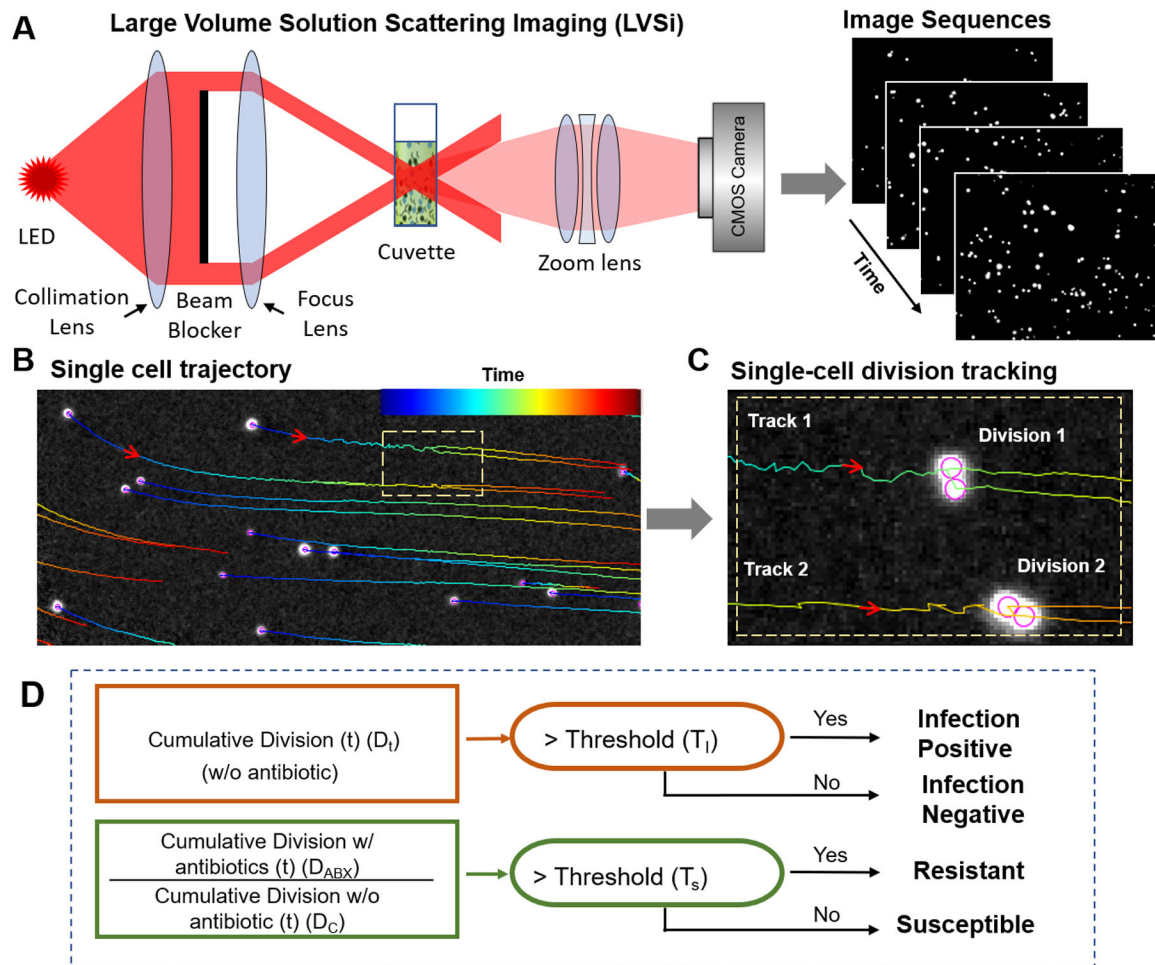 A
Large Volume Solution Scattering Imaging (LVSi)
Image Sequences
LED
Collimation
Lens
Beam
Blocker
Focus
Lens
Cuvette
Zoom lens
CMOS Camera
Time
B
Single cell trajectory
Time
C
Single-cell division tracking
Track 1
Division 1
Track 2
Division 2
D
Cumulative Division (t) (Dt)
(w/o antibiotic)
> Threshold (TI)
Yes
Infection
Positive
No
Infection
Negative
Cumulative Division w/
antibiotics (t) (DABX)
Cumulative Division w/o
antibiotic (t) (DC)
> Threshold (Ts)
Yes
Resistant
No
Susceptible